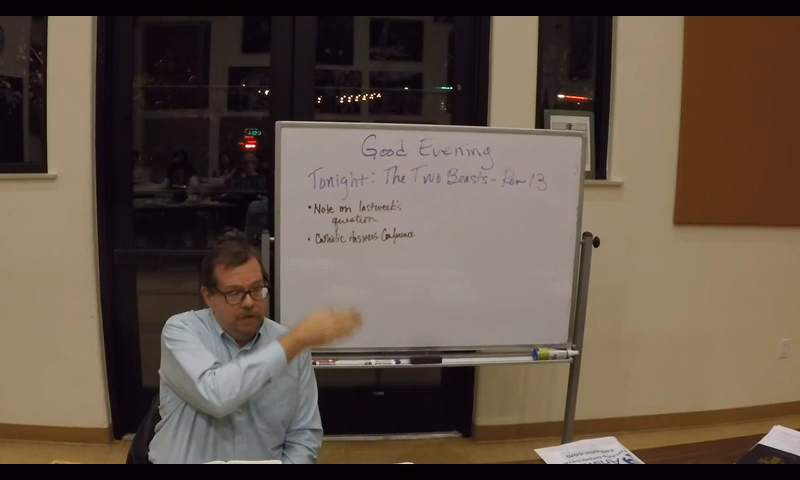 Good Evening
Tonight: The Two Beasts - Rev 13
• Note on last week's
question
• Catholic Answers Conference